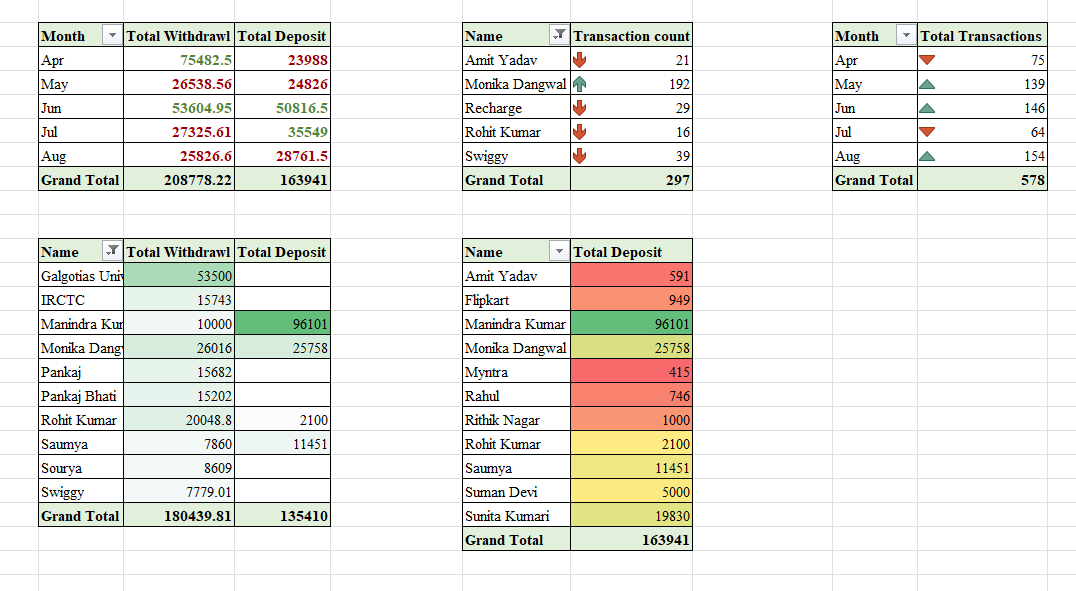 Month Total Withdrawl Total Deposit
Apr 75482.5 23988
May 26538.56 24826
Jun 53604.95 50816.5
Jul 27325.61 35549
Aug 25826.6 28761.5
Grand Total 208778.22 163941
Name Transaction count
Amit Yadav 21
Monika Dangwal 192
Recharge 29
Rohit Kumar 16
Swiggy 39
Grand Total 297
Month Total Transactions
Apr 75
May 139
Jun 146
Jul 64
Aug 154
Grand Total 578
Name Total Withdrawl Total Deposit
Galgotias Univ 53500
IRCTC 15743
Manindra Kur 10000 96101
Monika Dangw 26016 25758
Pankaj 15682
Pankaj Bhati 15202
Rohit Kumar 20048.8 2100
Saumya 7860 11451
Sourya 8609
Swiggy 7779.01
Grand Total 180439.81 135410
Name Total Deposit
Amit Yadav 591
Flipkart 949
Manindra Kumar 96101
Monika Dangwal 25758
Myntra 415
Rahul 746
Rithik Nagar 1000
Rohit Kumar 2100
Saumya 11451
Suman Devi 5000
Sunita Kumari 19830
Grand Total 163941